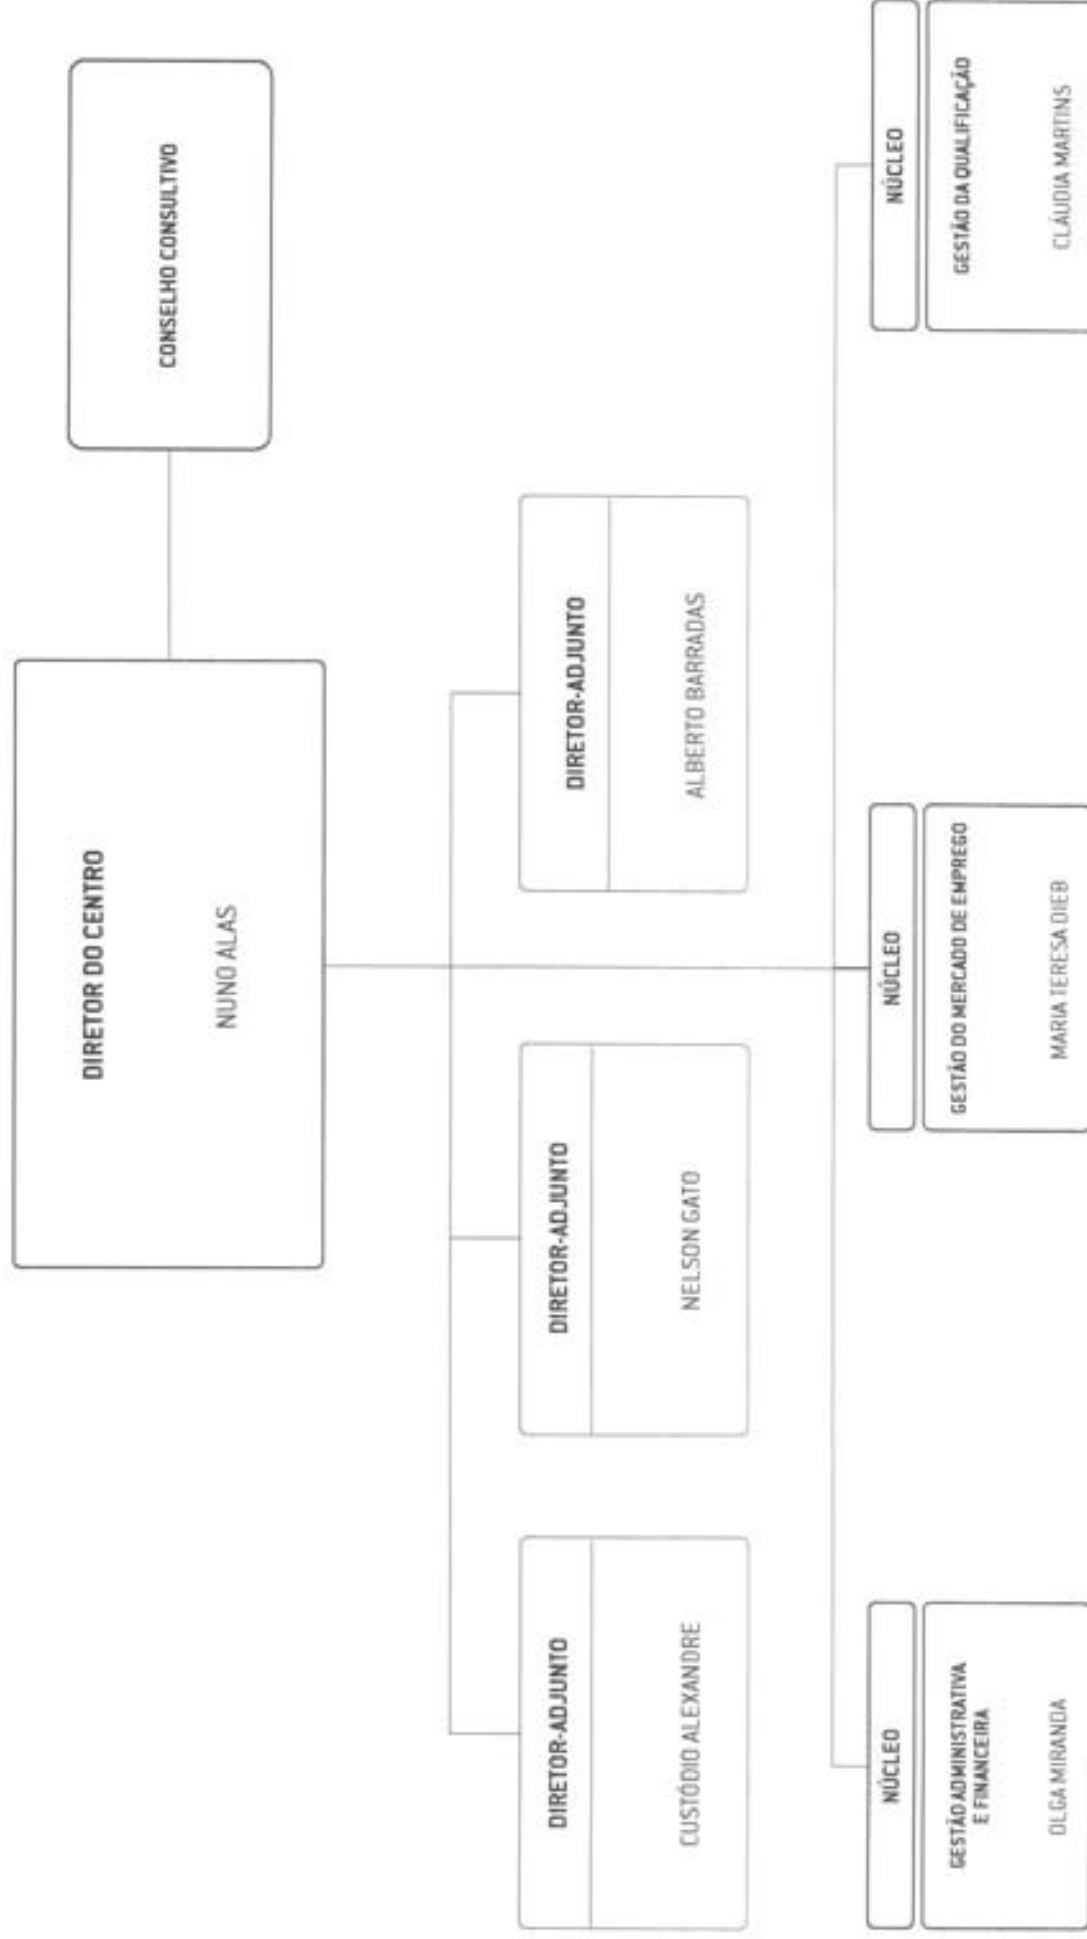 DIRETOR DO CENTRO
NUNO ALAS
CONSELHO CONSULTIVO
DIRETOR-ADJUNTO
CUSTÓDIO ALEXANDRE
DIRETOR-ADJUNTO
NELSON GATO
DIRETOR-ADJUNTO
ALBERTO BARRADAS
NÚCLEO
GESTÃO ADMINISTRATIVA
E FINANCEIRA
OLGA MIRANDA
NÚCLEO
GESTÃO DO MERCADO DE EMPREGO
MARIA TERESA DIEB
NÚCLEO
GESTÃO DA QUALIFICAÇÃO
CLÁUDIA MARTINS